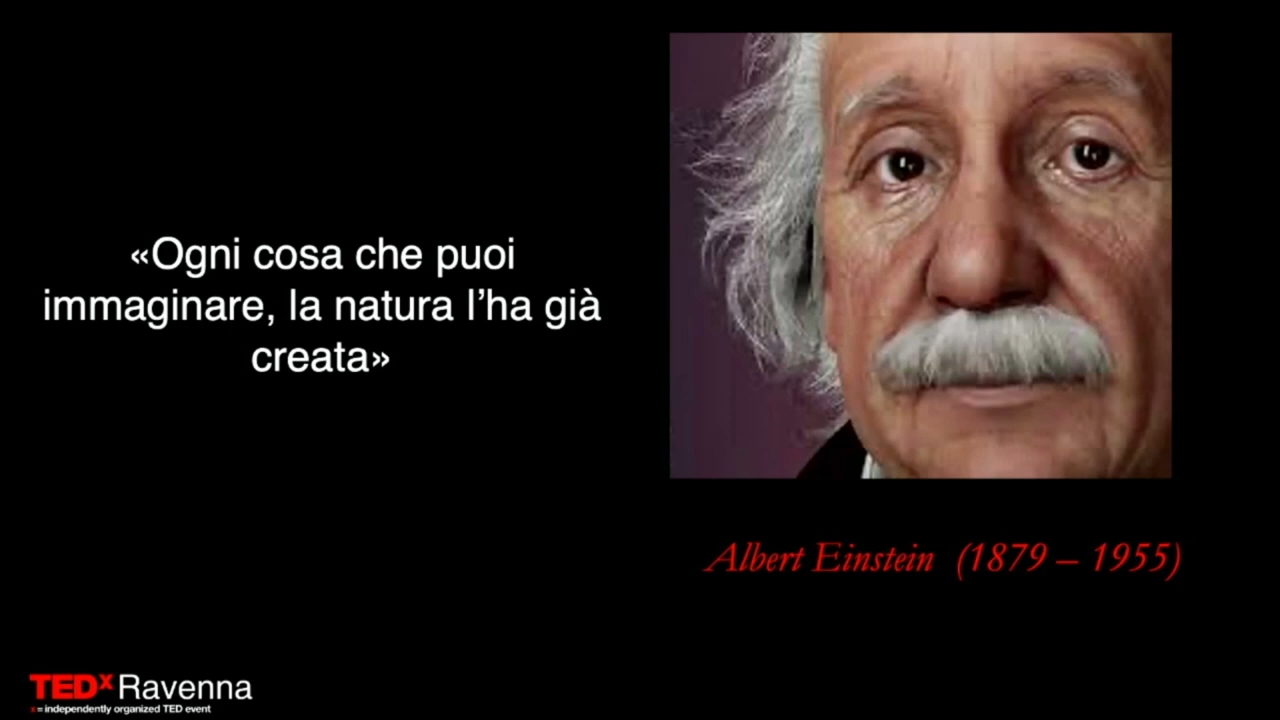 «Ogni cosa che puoi
immaginare, la natura l’ha già
creata»
Albert Einstein (1879 – 1955)
TEDx Ravenna
x = independently organized TED event